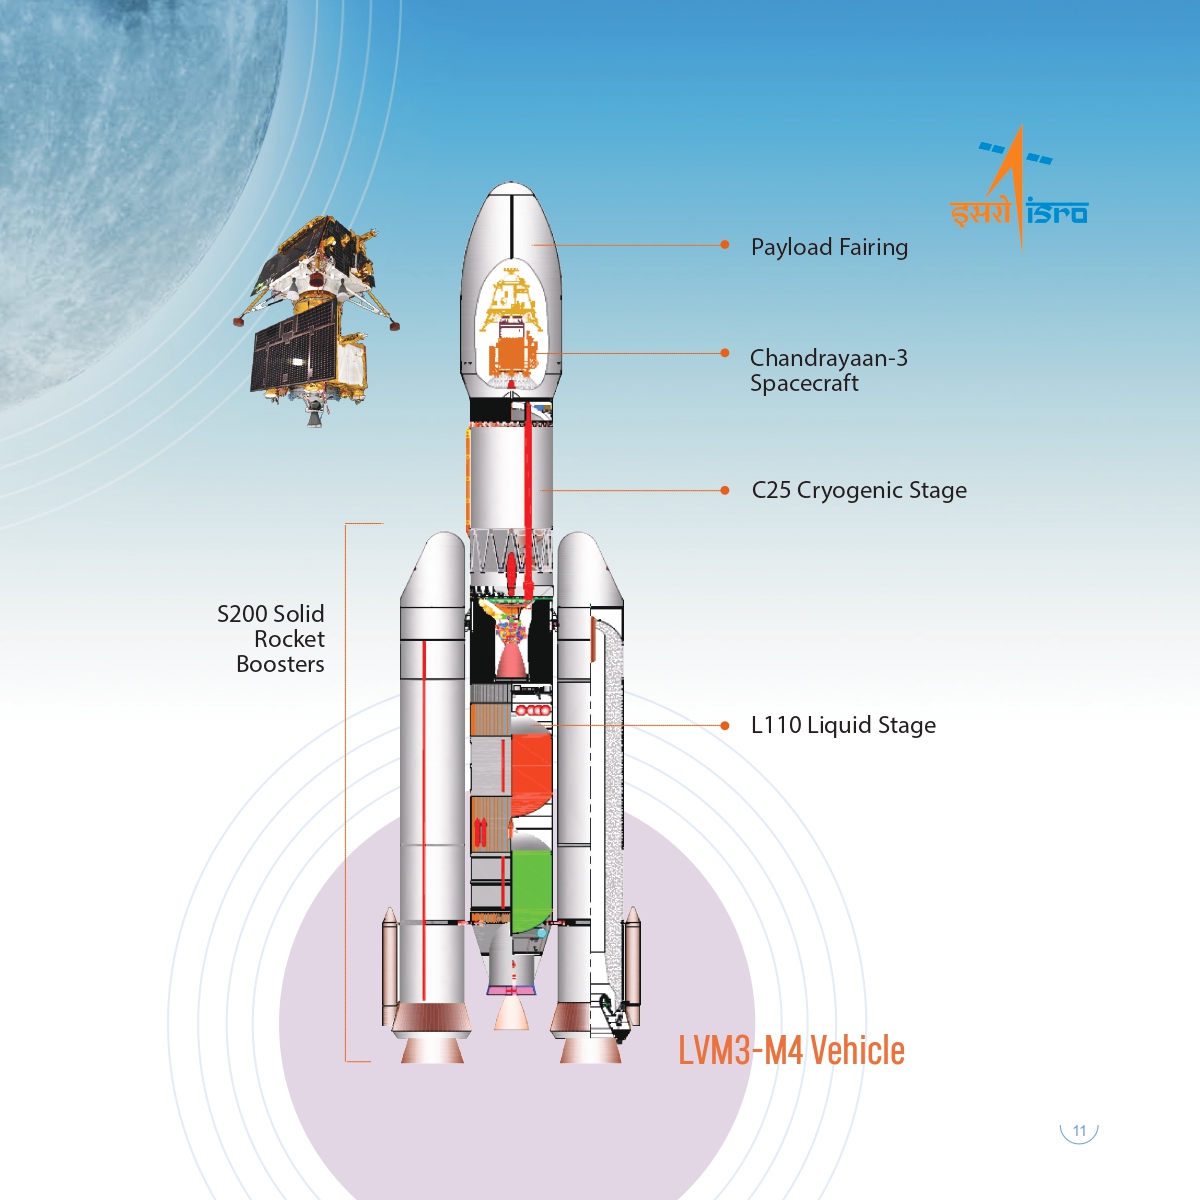 इसरो isro
Payload Fairing
Chandrayaan-3
Spacecraft
C25 Cryogenic Stage
S200 Solid
Rocket
Boosters
L110 Liquid Stage
LVM3-M4 Vehicle
11